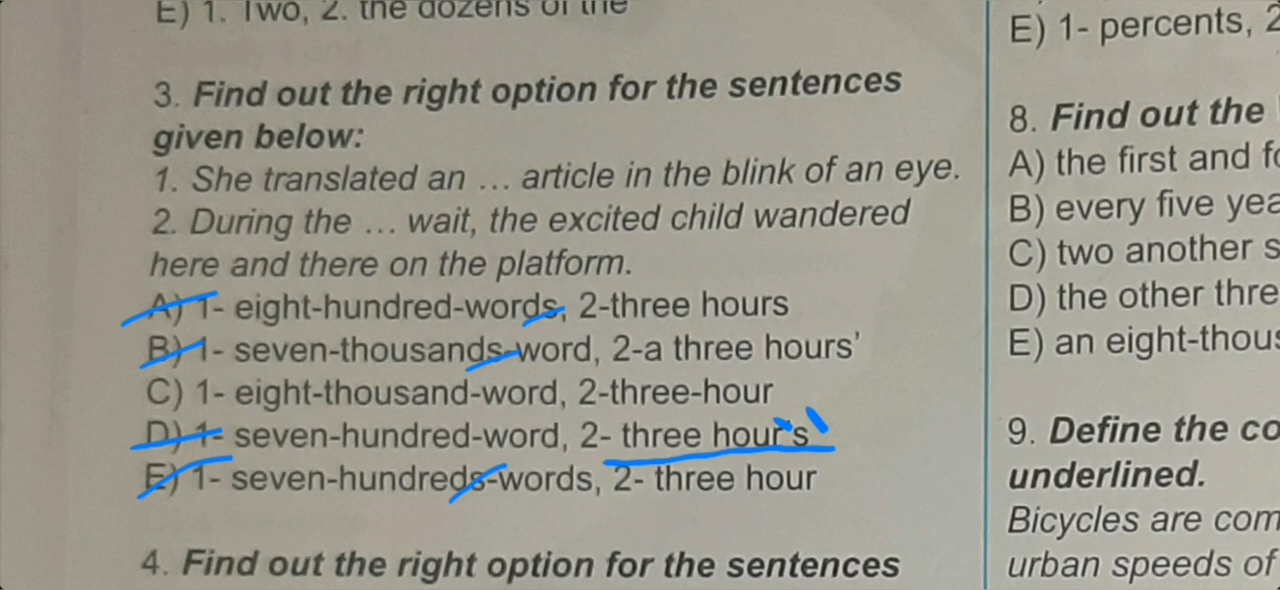 E) 1. Two, 2. the dozens of the
3. Find out the right option for the sentences
given below:
1. She translated an ... article in the blink of an eye.
2. During the ... wait, the excited child wandered
here and there on the platform.
A) 1- eight-hundred-words, 2-three hours
B) 1- seven-thousands-word, 2-a three hours’
C) 1- eight-thousand-word, 2-three-hour
D) 1- seven-hundred-word, 2- three hour's
E) 1- seven-hundreds-words, 2- three hour
4. Find out the right option for the sentences
E) 1- percents,
8. Find out the
A) the first and
B) every five
C) two another
D) the other
E) an
9. Define the
underlined.
Bicycles are
urban speeds of